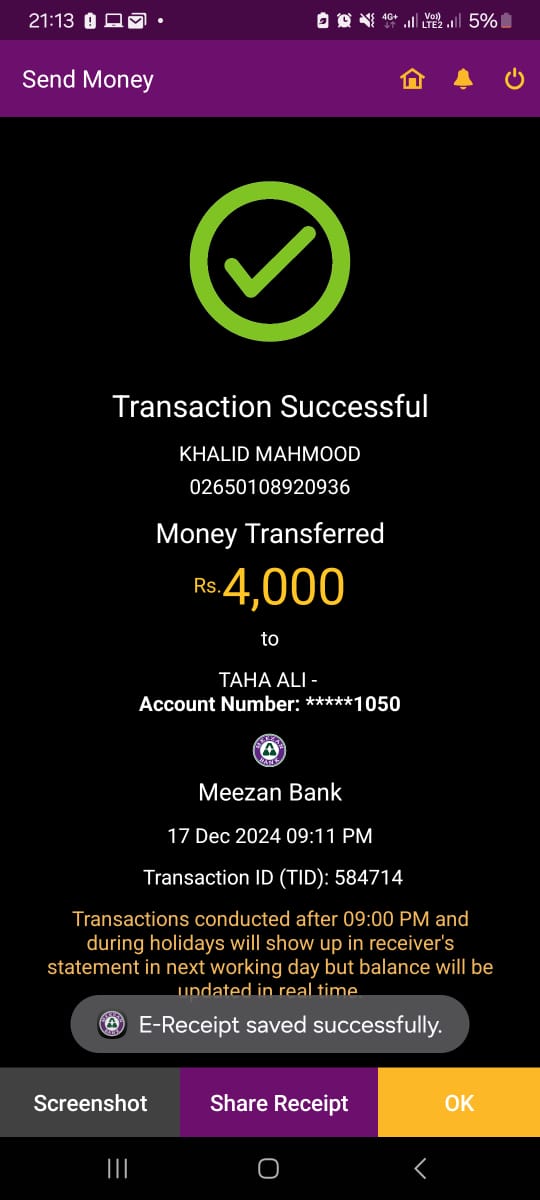 21:13
4G+ Vo)) LTE2 5%
Send Money
Transaction Successful
KHALID MAHMOOD
02650108920936
Money Transferred
Rs.4,000
to
TAHA ALI -
Account Number: *****1050
MEEZAN BANK
Meezan Bank
17 Dec 2024 09:11 PM
Transaction ID (TID): 584714
Transactions conducted after 09:00 PM and
during holidays will show up in receiver's
statement in next working day but balance will be
updated in real time.
E-Receipt saved successfully.
Screenshot
Share Receipt
OK